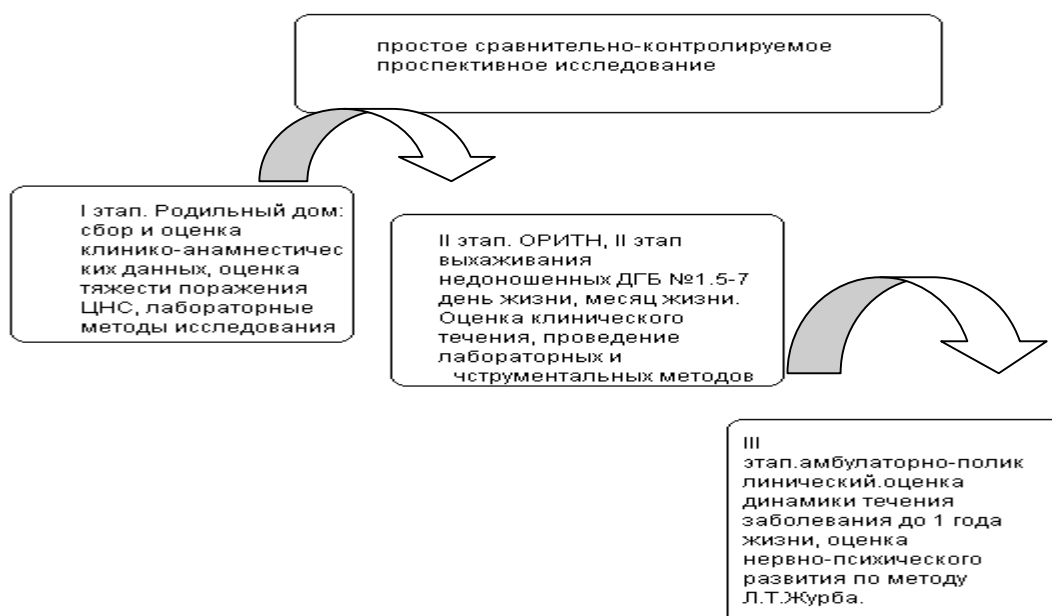 простое сравнительно-контролируемое
проспективное исследование
I этап. Родильный дом:
сбор и оценка
клинико-анамнестичес
ких данных, оценка
тяжести поражения
ЦНС, лабораторные
методы исследования
II этап. ОРИТН, II этап
выхаживания
недоношенных ДГБ №1.5-7
день жизни, месяц жизни.
Оценка клинического
течения, проведение
лабораторных и
чструментальных методов
III
этап.амбулаторно-полик
линический.оценка
динамики течения
заболевания до 1 года
жизни, оценка
нервно-психического
развития по методу
Л.Т.Журба.